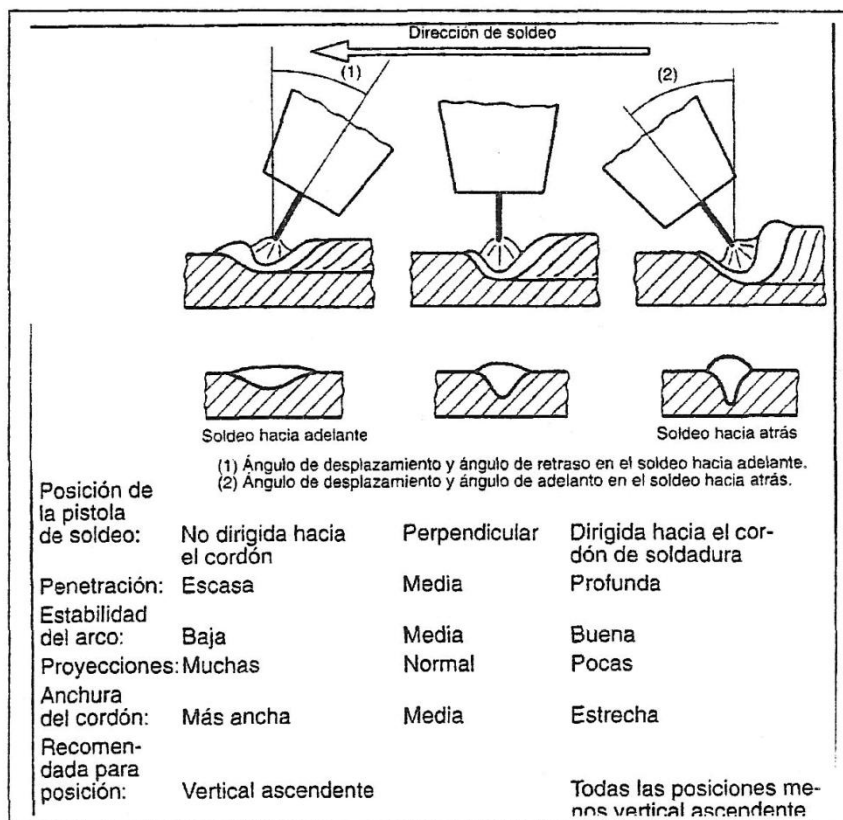 Dirección de soldeo
(1)
(2)
Soldeo hacia adelante
Soldeo hacia atrás
(1) Ángulo de desplazamiento y ángulo de retraso en el soldeo hacia adelante.
(2) Ángulo de desplazamiento y ángulo de adelanto en el soldeo hacia atrás.
Posición de
la pistola
de soldeo: No dirigida hacia Perpendicular Dirigida hacia el cor-
el cordón dón de soldadura
Penetración: Escasa Media Profunda
Estabilidad
del arco: Baja Media Buena
Proyecciones: Muchas Normal Pocas
Anchura
del cordón: Más ancha Media Estrecha
Recomen-
dada para
posición: Vertical ascendente Todas las posiciones me-
nos vertical ascendente